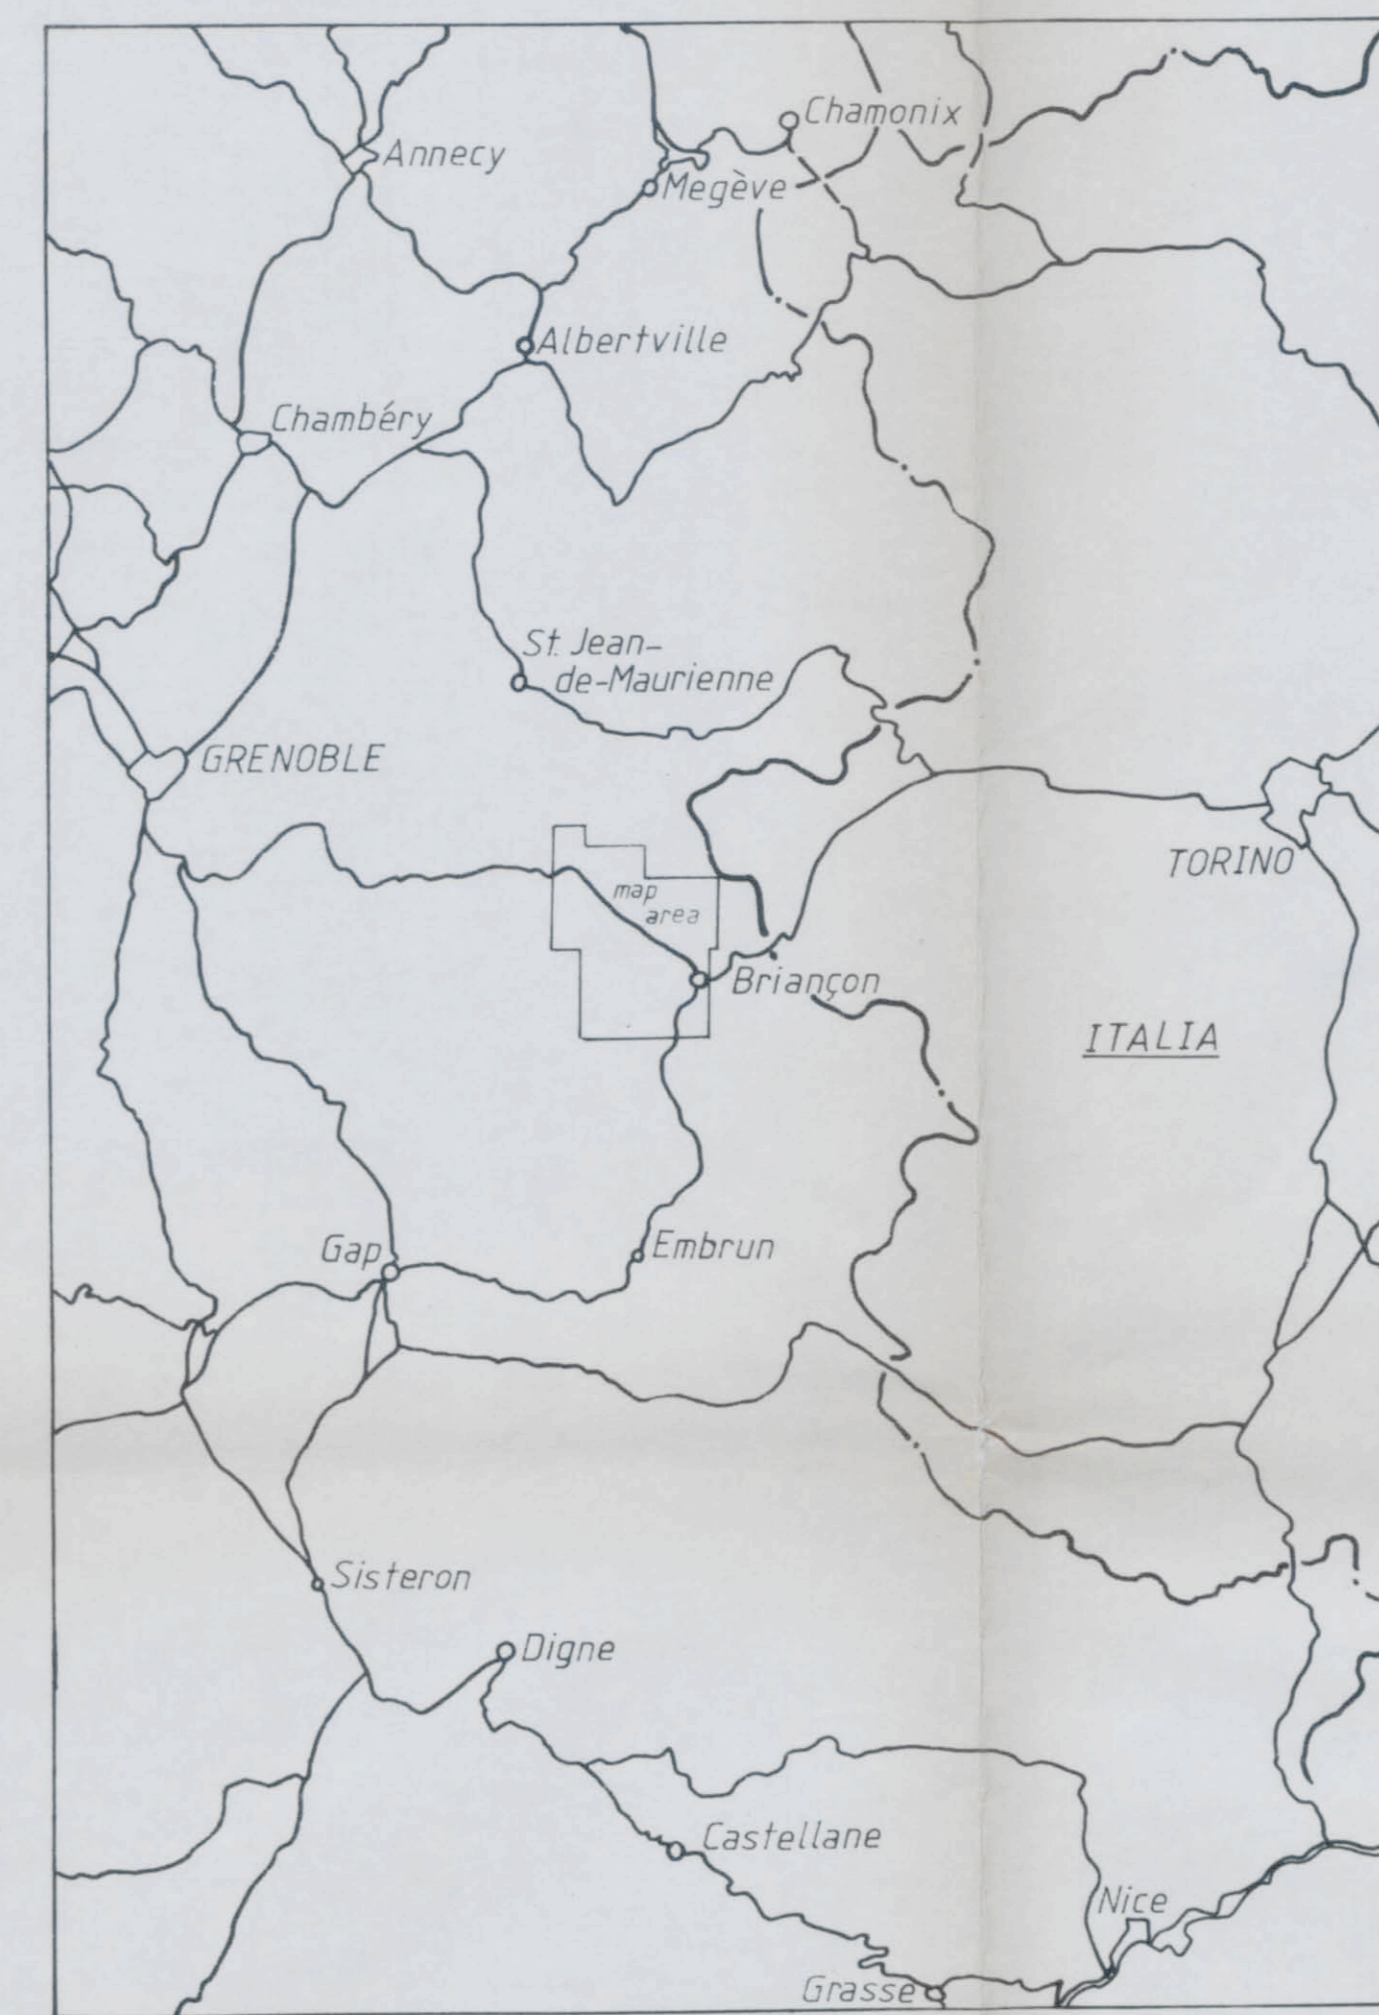 Chamonix
Annecy
Megève
Albertville
Chambéry
St. Jean-
de-Maurienne
GRENOBLE
TORINO
map
area
Briançon
ITALIA
Gap
Embrun
Sisteron
Digne
Castellane
Nice
Grasse